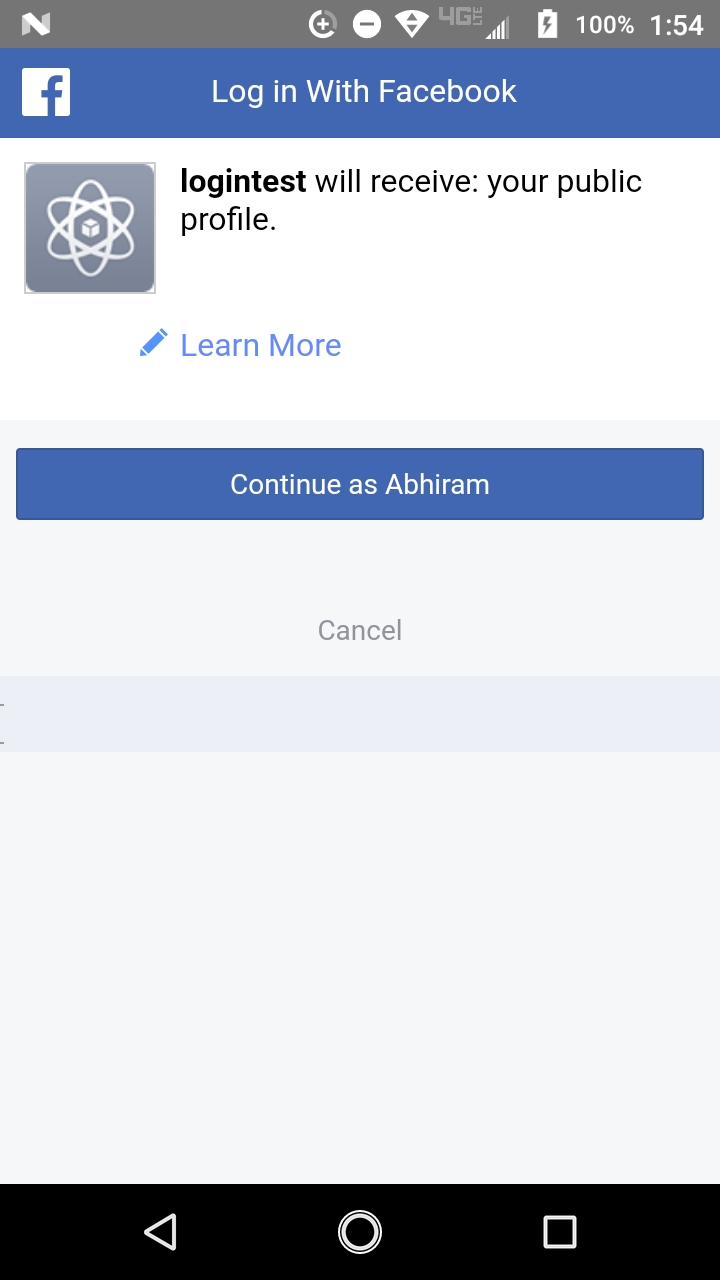 4G LTE 100% 1:54
Log in With Facebook
logintest will receive: your public
profile.
Learn More
Continue as Abhiram
Cancel